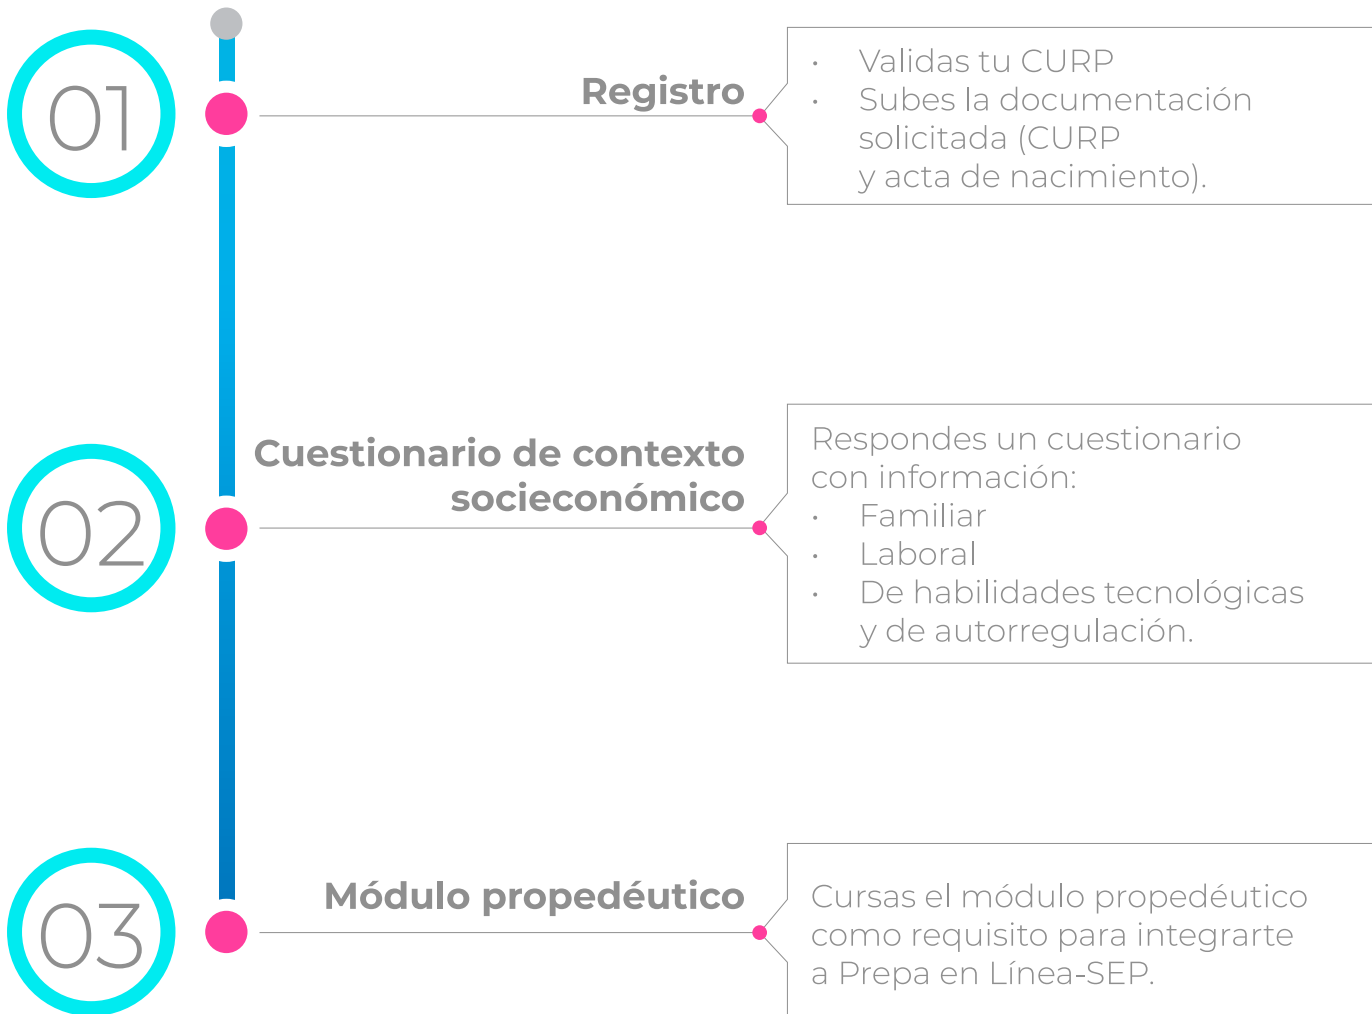 01
Registro
· Validas tu CURP
· Subes la documentación
solicitada (CURP
y acta de nacimiento).
02
Cuestionario de contexto
socieconómico
Respondes un cuestionario
con información:
· Familiar
· Laboral
· De habilidades tecnológicas
y de autorregulación.
03
Módulo propedéutico
Cursas el módulo propedéutico
como requisito para integrarte
a Prepa en Línea-SEP.